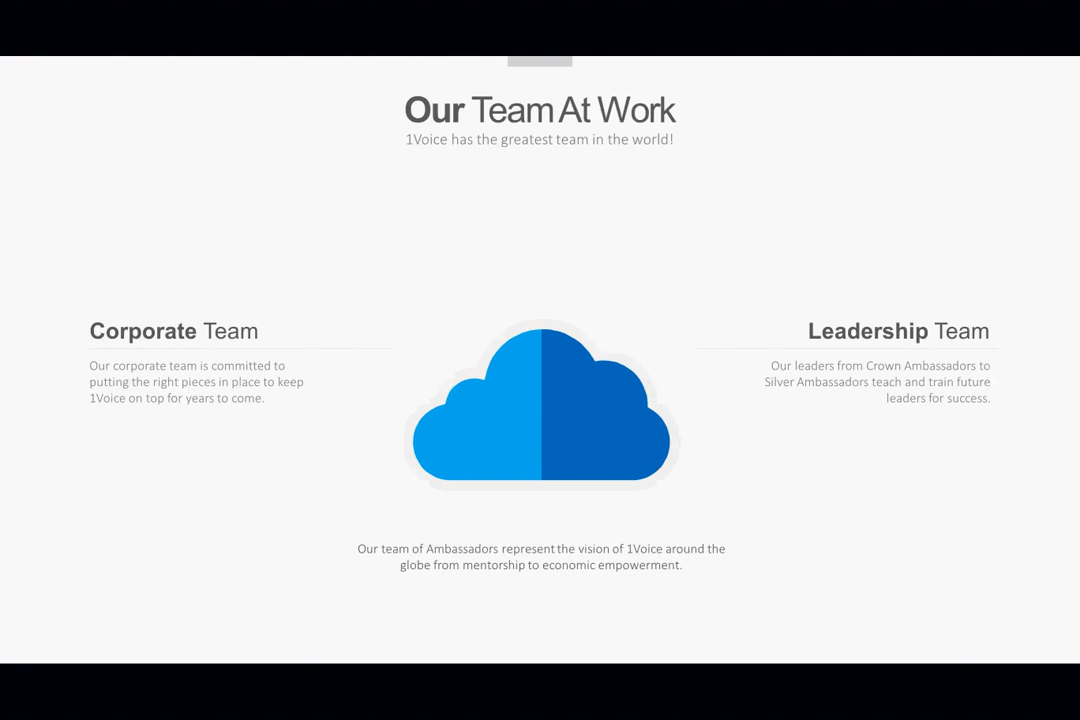 Our Team At Work
1Voice has the greatest team in the world!
Corporate Team
Our corporate team is committed to
putting the right pieces in place to keep
1Voice on top for years to come.
Leadership Team
Our leaders from Crown Ambassadors to
Silver Ambassadors teach and train future
leaders for success.
Our team of Ambassadors represent the vision of 1Voice around the
globe from mentorship to economic empowerment.